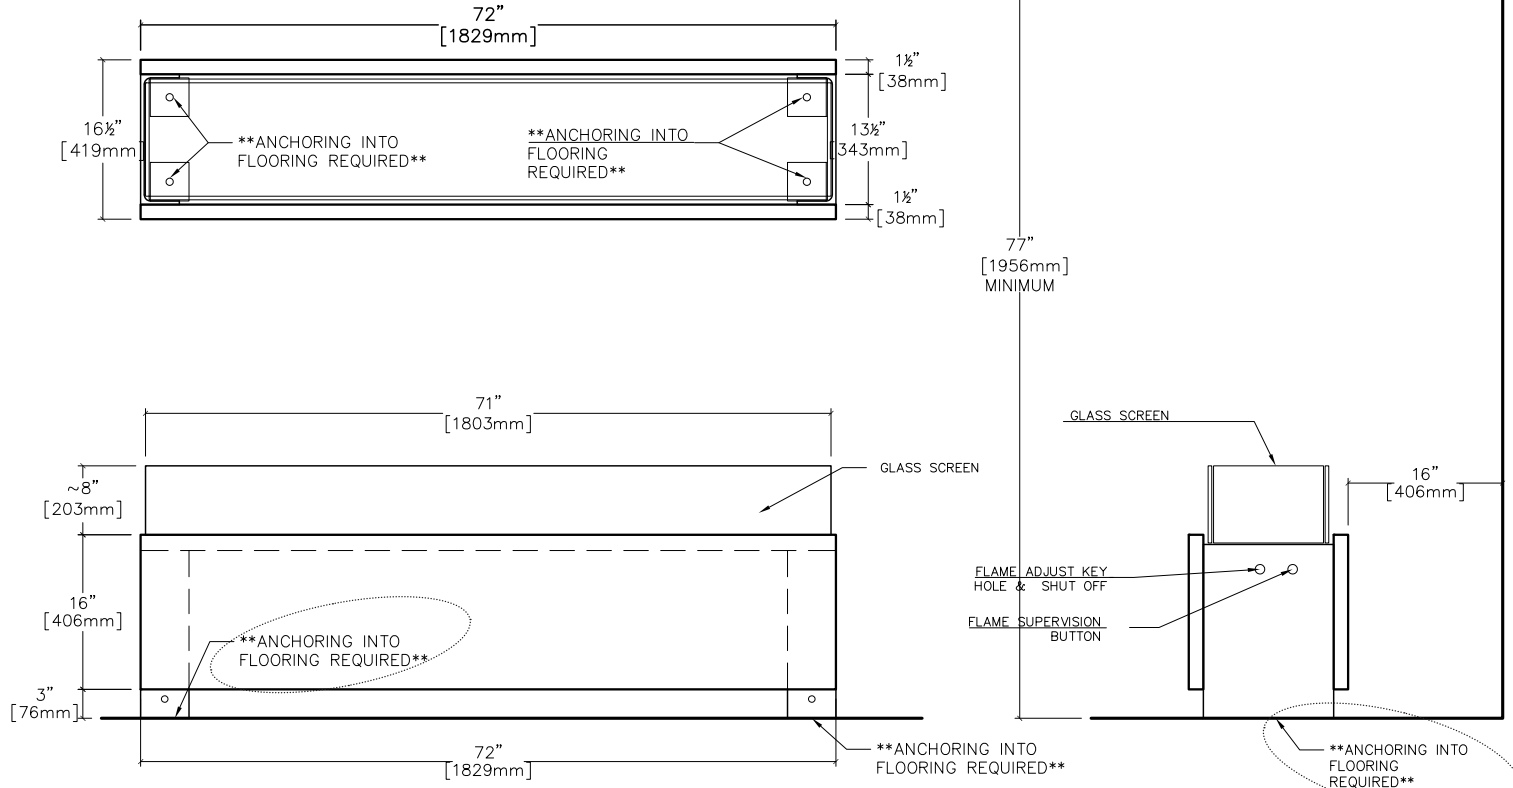 72"
[1829mm]
1½"
[38mm]
16½"
[419mm]
**ANCHORING INTO
FLOORING REQUIRED**
**ANCHORING INTO
FLOORING
REQUIRED**
13½"
[343mm]
1½"
[38mm]
77"
[1956mm]
MINIMUM
71"
[1803mm]
GLASS SCREEN
~8"
[203mm]
16"
[406mm]
**ANCHORING INTO
FLOORING REQUIRED**
3"
[76mm]
72"
[1829mm]
**ANCHORING INTO
FLOORING REQUIRED**
GLASS SCREEN
16"
[406mm]
FLAME ADJUST KEY
HOLE & SHUT OFF
FLAME SUPERVISION
BUTTON
**ANCHORING INTO
FLOORING
REQUIRED**